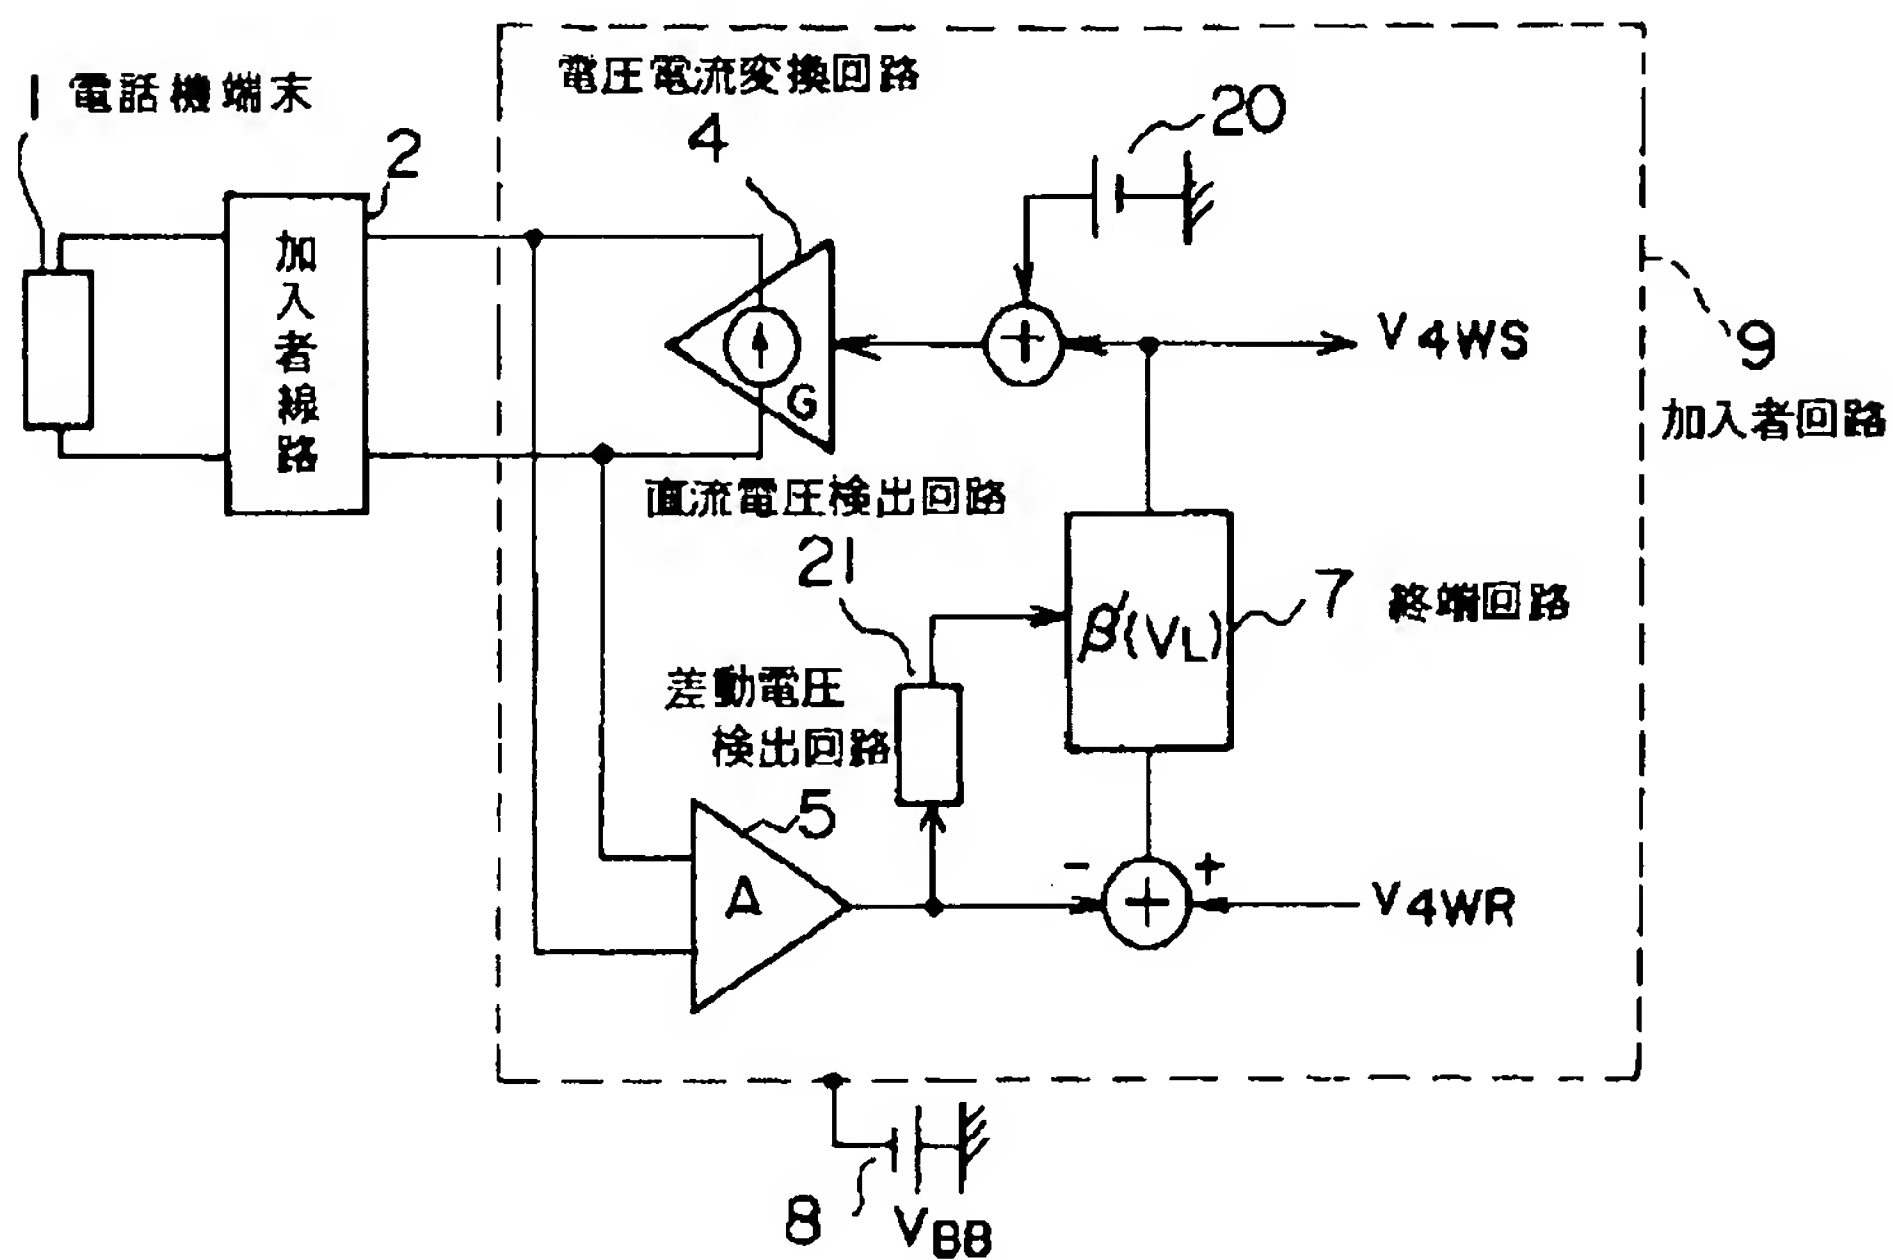 1 電話機端末
2
加入者線路
電圧電流変換回路
4
G
20
V4WS
9
加入者回路
直流電圧検出回路
21
β(VL)
7 終端回路
差動電圧
検出回路
5
A
-
+
+
+
V4WR
8
VBB